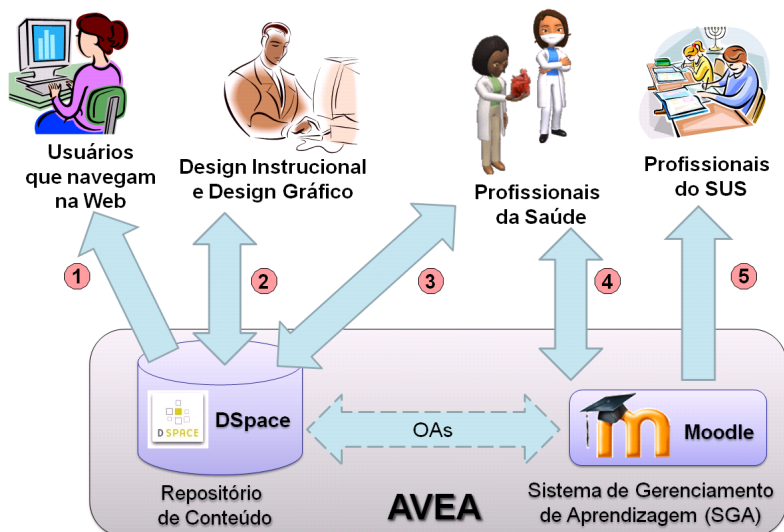 Usuários
que navegam
na Web
Design Instrucional
e Design Gráfico
Profissionais
da Saúde
Profissionais
do SUS
1
2
3
4
5
D SPACE
DSpace
OAs
m
Moodle
Repositório
de Conteúdo
AVEA
Sistema de Gerenciamento
de Aprendizagem (SGA)